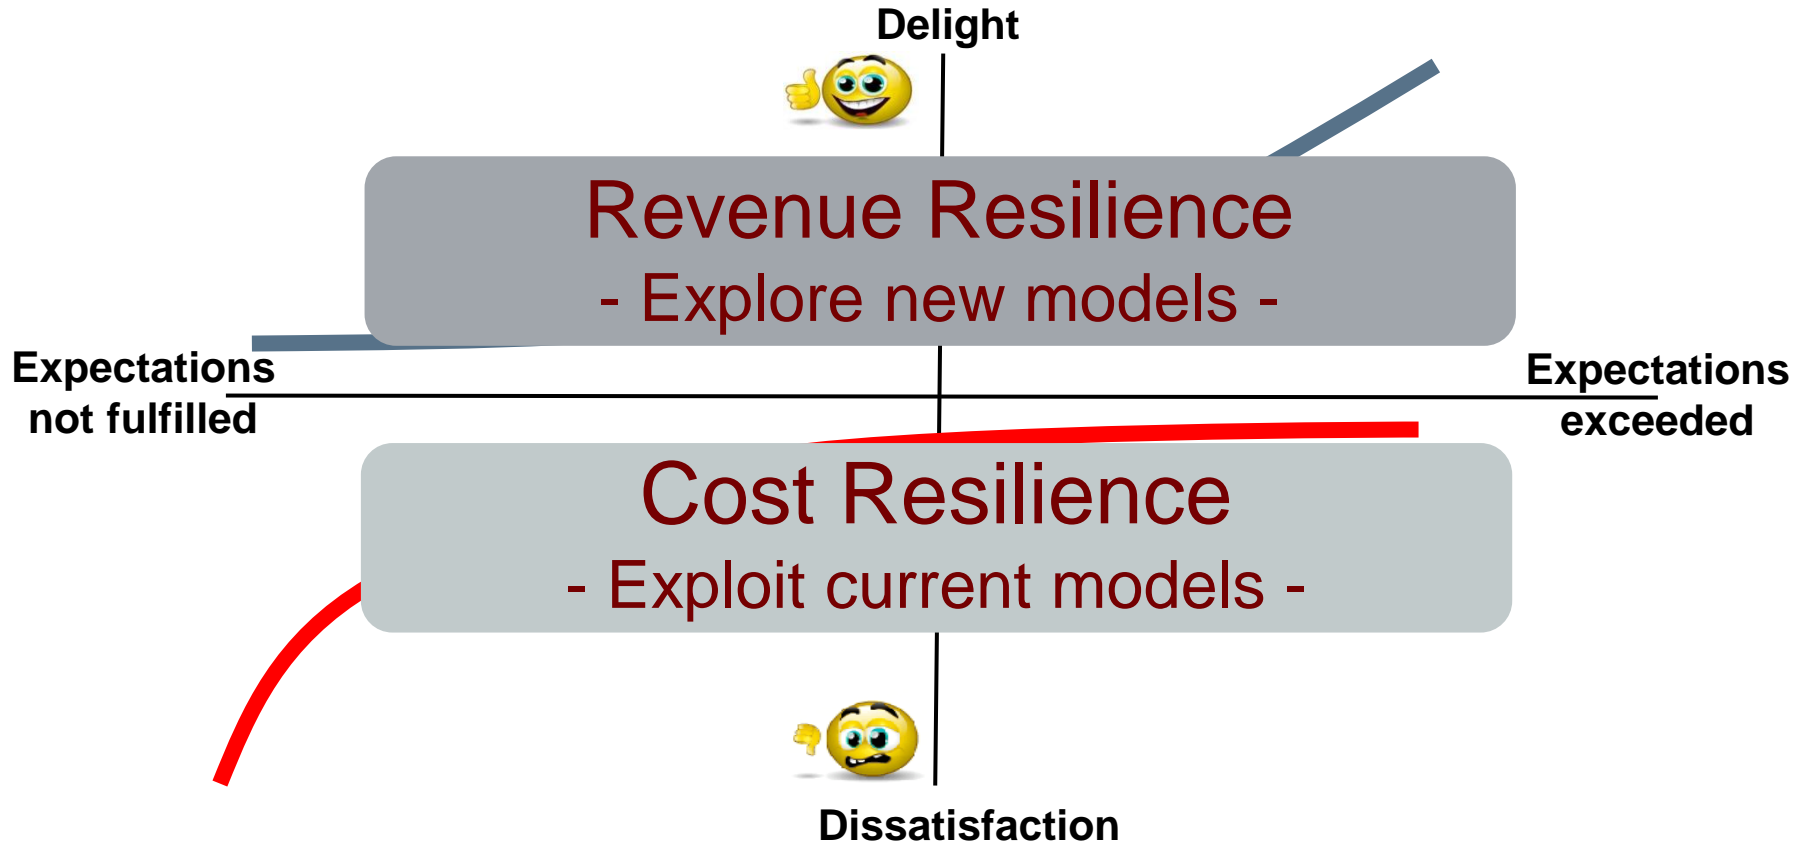 Delight
Revenue Resilience
- Explore new models -
Expectations
not fulfilled
Expectations
exceeded
Cost Resilience
- Exploit current models -
Dissatisfaction